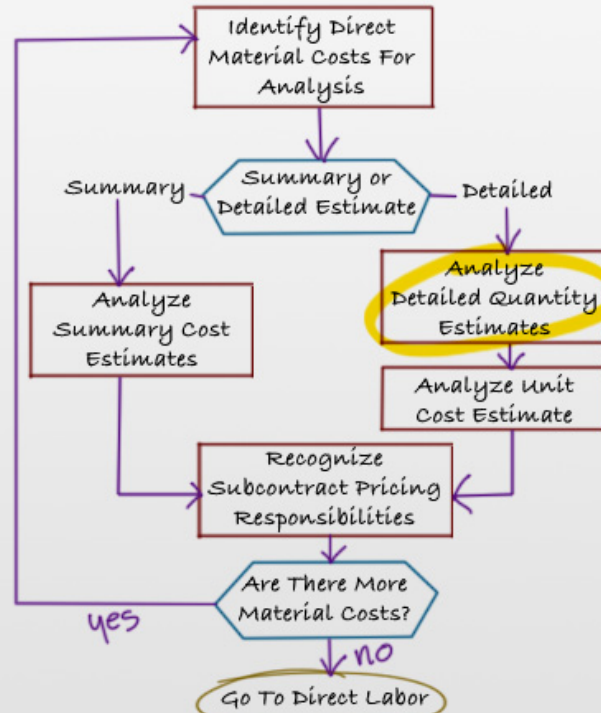 Identify Direct
Material Costs For
Analysis
Summary
Summary or
Detailed Estimate
Detailed
Analyze
Summary Cost
Estimates
Analyze
Detailed Quantity
Estimates
Analyze Unit
Cost Estimate
Recognize
Subcontract Pricing
Responsibilities
Are There More
Material Costs?
yes
no
Go To Direct Labor